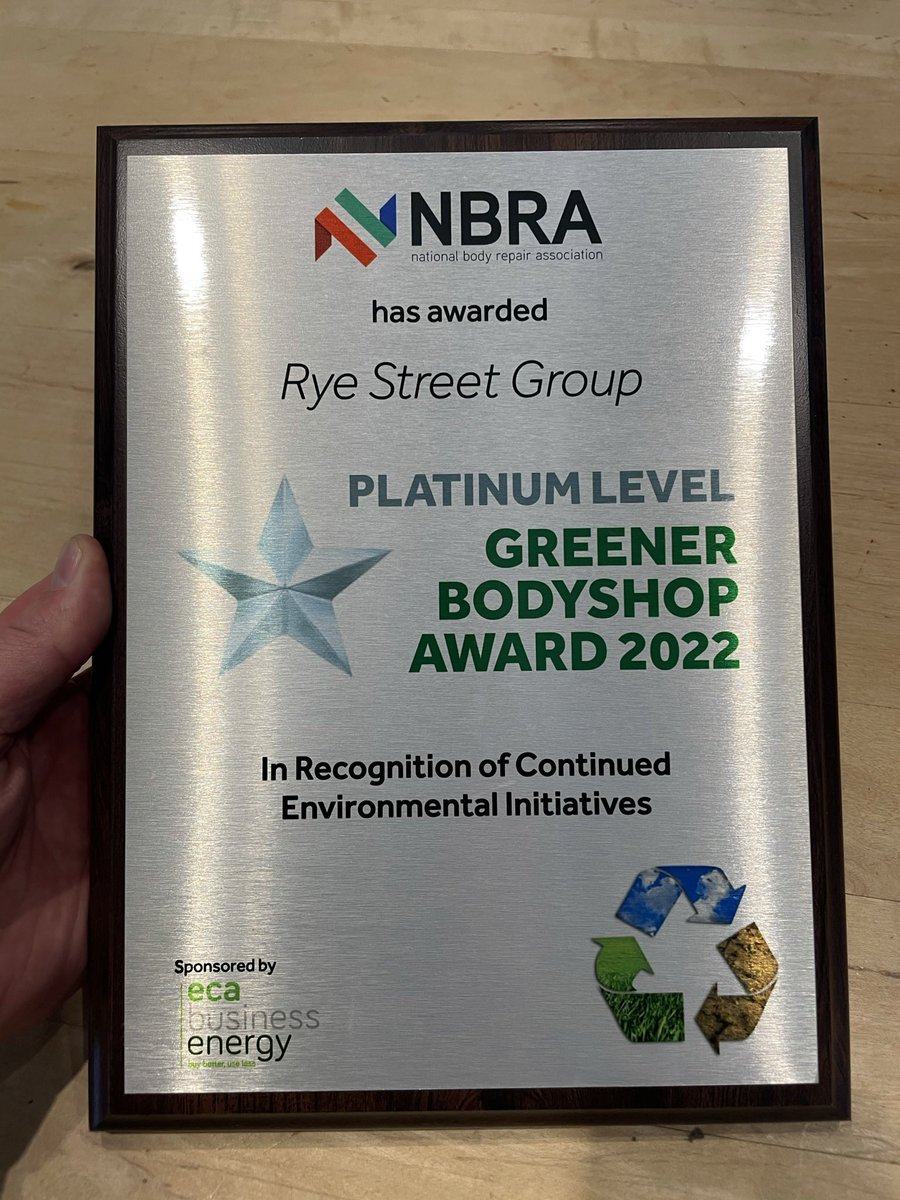 NBRA
national body repair association
has awarded
Rye Street Group
PLATINUM LEVEL
GREENER
BODYSHOP
AWARD 2022
In Recognition of Continued
Environmental Initiatives
Sponsored by
eca
business
energy
buy better, use less